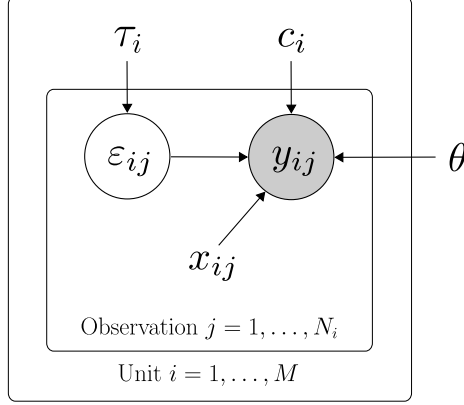 τᵢ cᵢ
εᵢⱼ yᵢⱼ θ
xᵢⱼ
Observation j = 1, . . . , Nᵢ
Unit i = 1, . . . , M